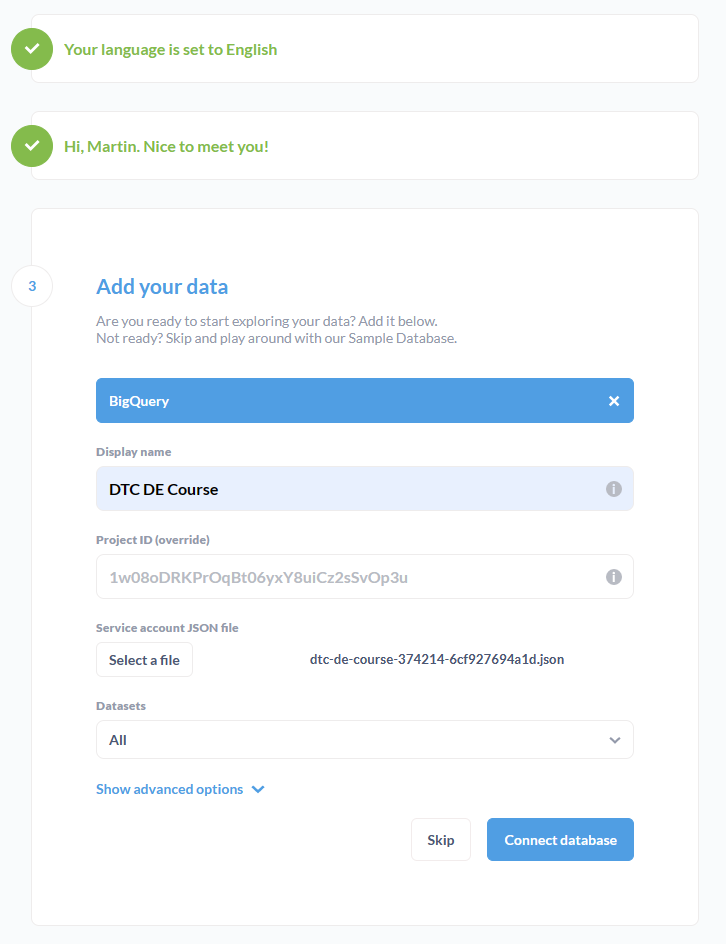 Your language is set to English
Hi, Martin. Nice to meet you!
3
Add your data
Are you ready to start exploring your data? Add it below.
Not ready? Skip and play around with our Sample Database.
BigQuery
Display name
DTC DE Course
Project ID (override)
1w08oDRKPrOqBt06yxY8uiCz2sSvOp3u
Service account JSON file
Select a file dtc-de-course-374214-6cf927694a1d.json
Datasets
All
Show advanced options
Skip Connect database